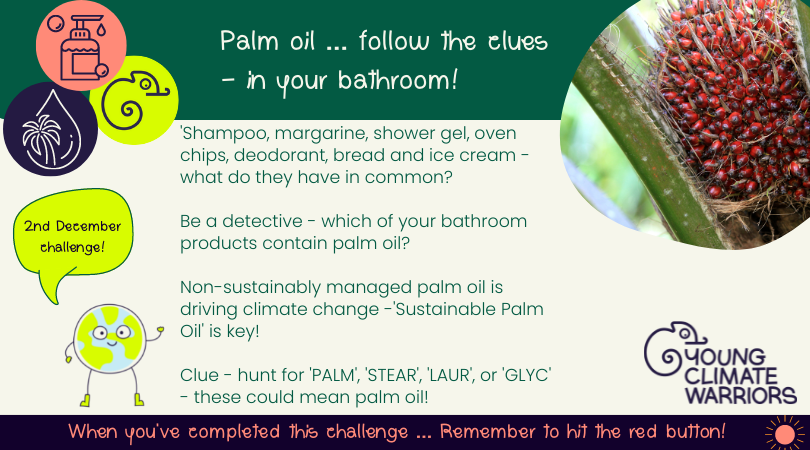 Palm oil ... follow the clues
- in your bathroom!
'Shampoo, margarine, shower gel, oven
chips, deodorant, bread and ice cream -
what do they have in common?
Be a detective - which of your bathroom
products contain palm oil?
Non-sustainably managed palm oil is
driving climate change -'Sustainable Palm
Oil' is key!
Clue - hunt for 'PALM', 'STEAR', 'LAUR', or 'GLYC'
- these could mean palm oil!
2nd December
challenge!
YOUNG
CLIMATE
WARRIORS
When you've completed this challenge ... Remember to hit the red button!